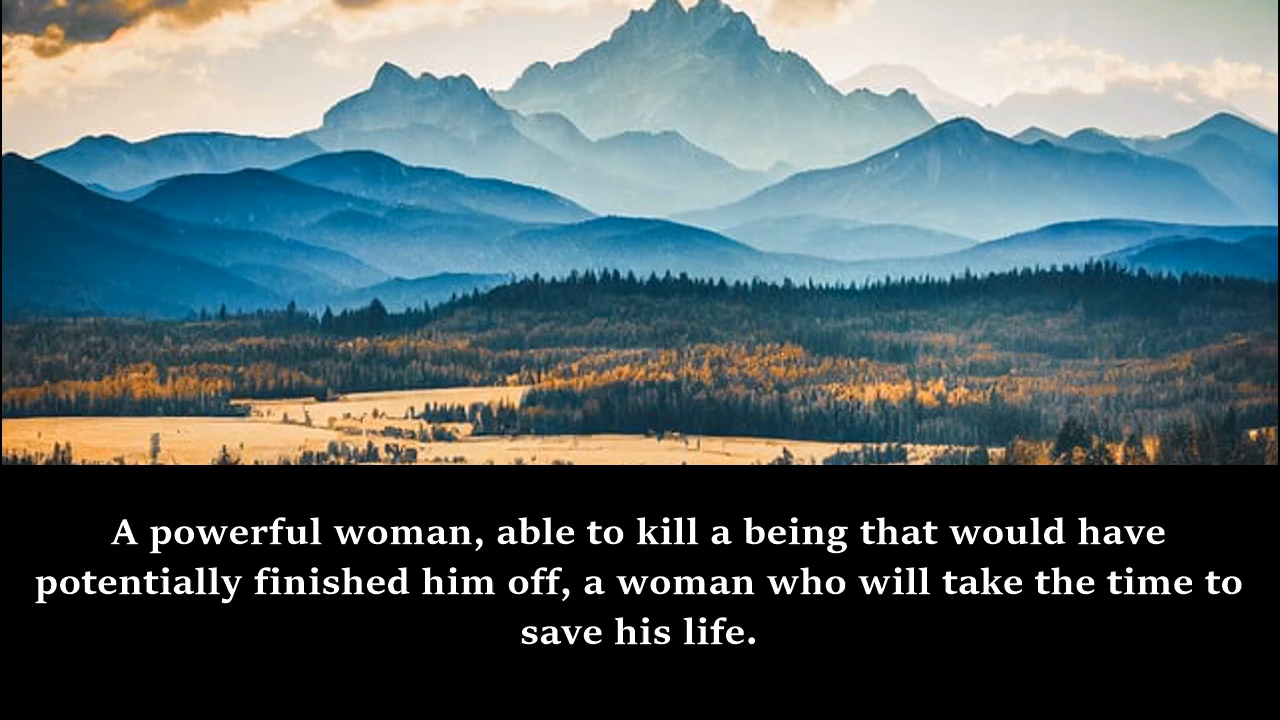 A powerful woman, able to kill a being that would have
potentially finished him off, a woman who will take the time to
save his life.